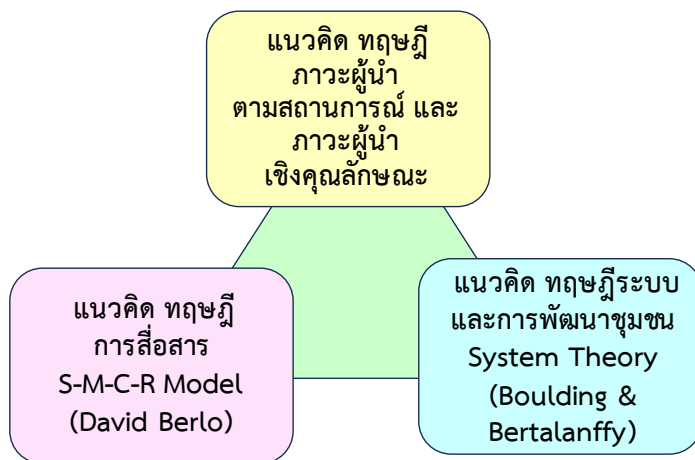 แนวคิด ทฤษฎี
ภาวะผู้นำ
ตามสถานการณ์ และ
ภาวะผู้นำ
เชิงคุณลักษณะ
แนวคิด ทฤษฎี
การสื่อสาร
S-M-C-R Model
(David Berlo)
แนวคิด ทฤษฎีระบบ
และการพัฒนาชุมชน
System Theory
(Boulding &
Bertalanffy)